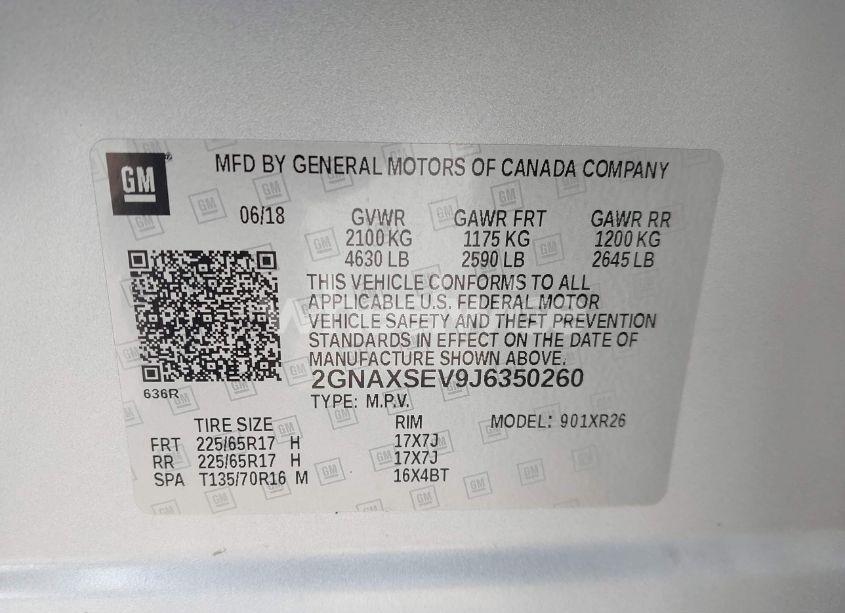 GM
MFD BY GENERAL MOTORS OF CANADA COMPANY
06/18 GVWR GAWR FRT GAWR RR
2100 KG 1175 KG 1200 KG
4630 LB 2590 LB 2645 LB
THIS VEHICLE CONFORMS TO ALL
APPLICABLE U.S. FEDERAL MOTOR
VEHICLE SAFETY AND THEFT PREVENTION
STANDARDS IN EFFECT ON THE DATE OF
MANUFACTURE SHOWN ABOVE.
2GNAXSEV9J6350260
636R
TYPE: M.P.V.
TIRE SIZE RIM MODEL: 901XR26
FRT 225/65R17 H 17X7J
RR 225/65R17 H 17X7J
SPA T135/70R16 M 16X4BT